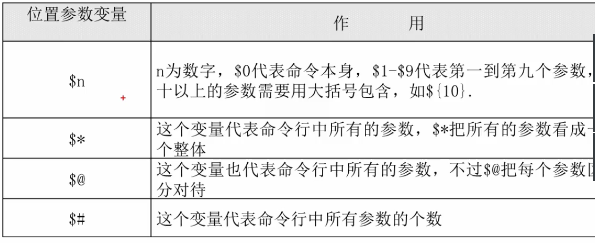 位置参数变量
作 用
$n
n为数字，$0代表命令本身，$1-$9代表第一到第九个参数，
十以上的参数需要用大括号包含，如${10}.
$*
这个变量代表命令行中所有的参数，$*把所有的参数看成一
个整体
$@
这个变量也代表命令行中所有的参数，不过$@把每个参数区
分对待
$#
这个变量代表命令行中所有参数的个数